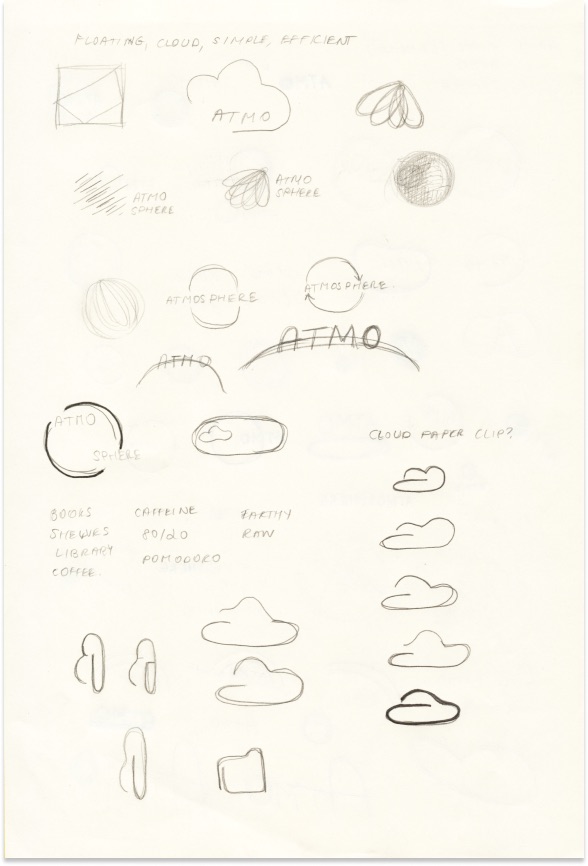 FLOATING, CLOUD, SIMPLE, EFFICIENT
ATMO
ATMO
SPHERE
ATMO
SPHERE
ATMOSPHERE
ATMOSPHERE
ATMO
ATMO
ATMO
SPHERE
CLOUD PAPER CLIP?
BOOKS
SHELVES
LIBRARY
COFFEE.
CAFFEINE
80/20
POMODORO
EARTHY
RAW